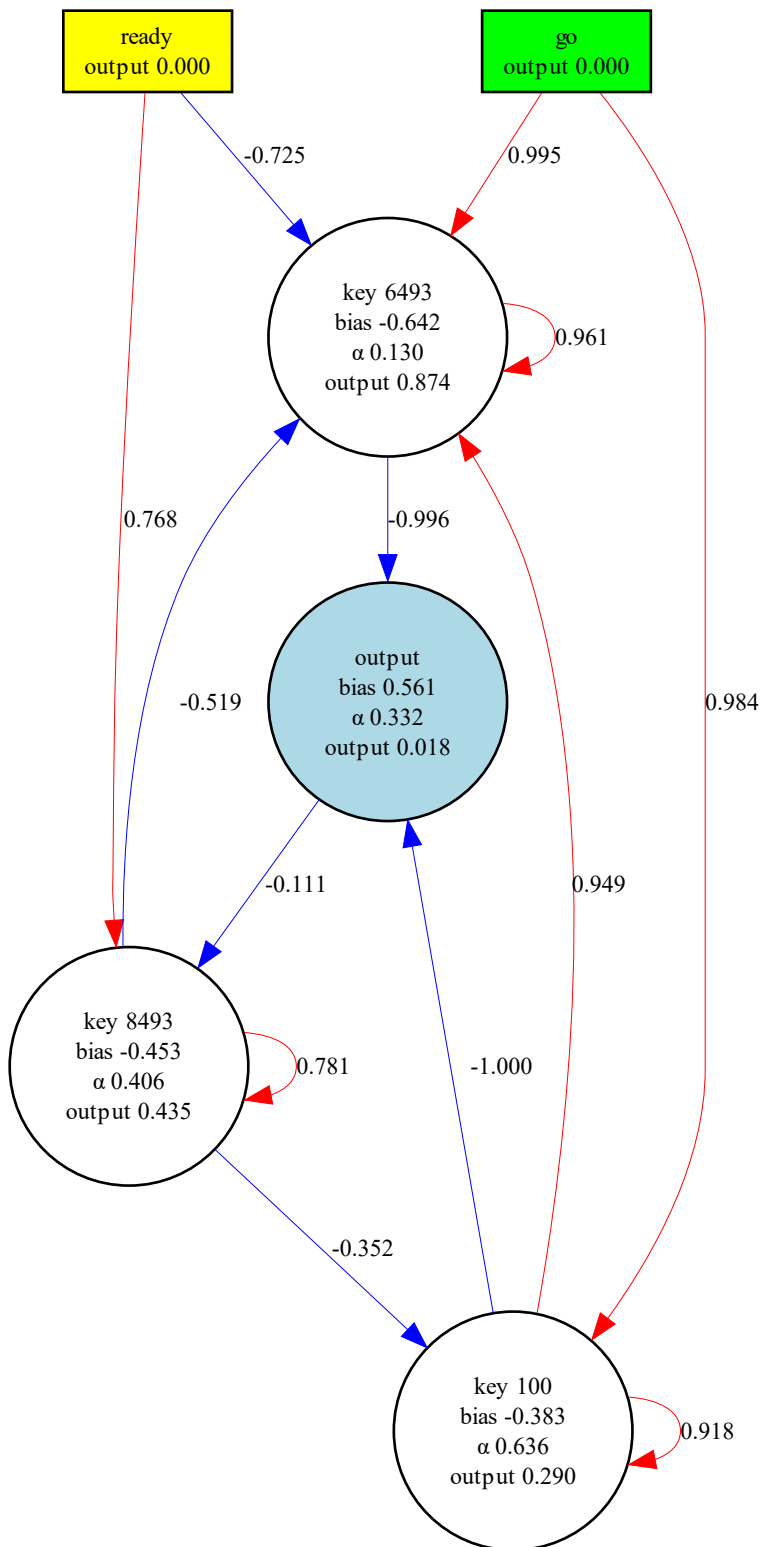 ready
output 0.000
go
output 0.000
-0.725
0.995
key 6493
bias -0.642
α 0.130
output 0.874
0.961
0.768
-0.996
output
bias 0.561
α 0.332
output 0.018
-0.519
0.984
-0.111
0.949
key 8493
bias -0.453
α 0.406
output 0.435
0.781
-1.000
-0.352
key 100
bias -0.383
α 0.636
output 0.290
0.918